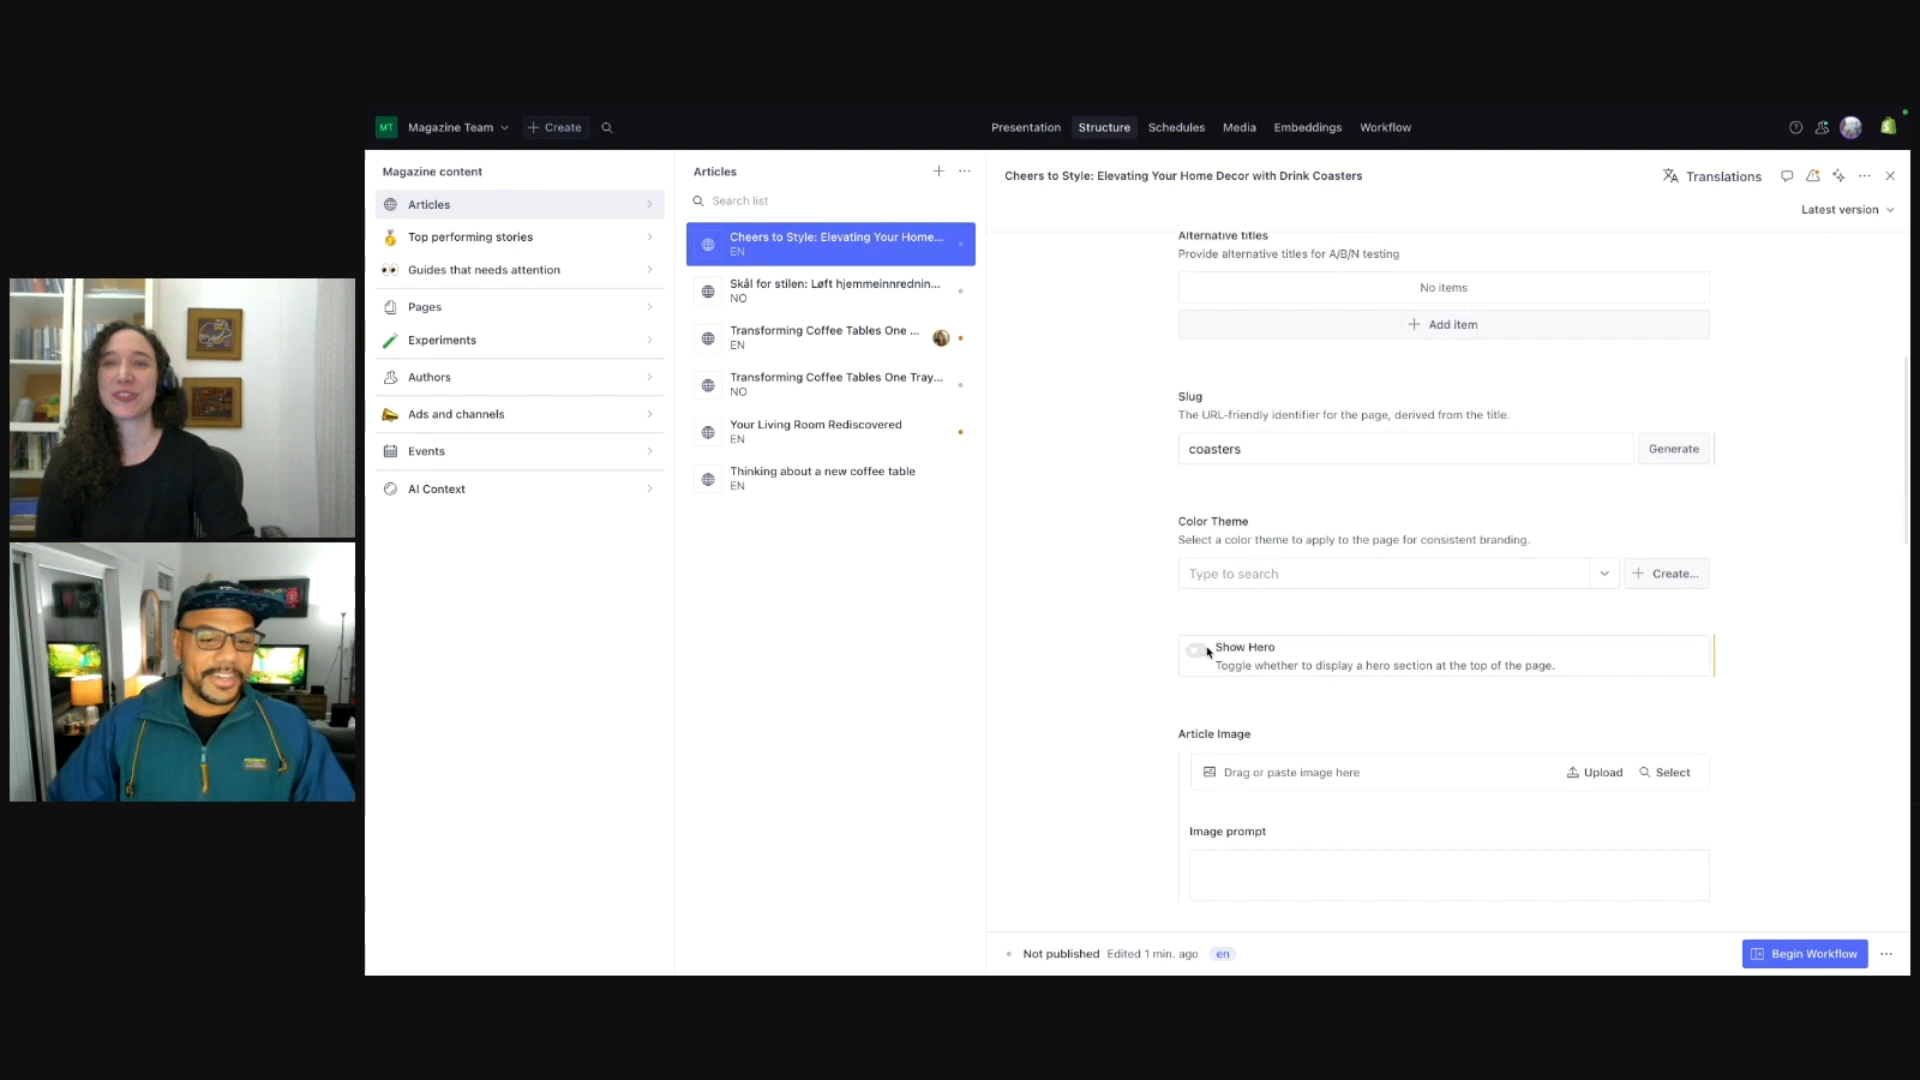 MT Magazine Team Create
Presentation Structure Schedules Media Embeddings Workflow
Magazine content
Articles
Top performing stories
Guides that needs attention
Pages
Experiments
Authors
Ads and channels
Events
AI Context
Articles
Search list
Cheers to Style: Elevating Your Home...
EN
Skål for stilen: Løft hjemmeinnrednin...
NO
Transforming Coffee Tables One ...
EN
Transforming Coffee Tables One Tray...
NO
Your Living Room Rediscovered
EN
Thinking about a new coffee table
EN
Cheers to Style: Elevating Your Home Decor with Drink Coasters
Translations
Latest version
Alternative titles
Provide alternative titles for A/B/N testing
No items
Add item
Slug
The URL-friendly identifier for the page, derived from the title.
coasters Generate
Color Theme
Select a color theme to apply to the page for consistent branding.
Type to search Create...
Show Hero
Toggle whether to display a hero section at the top of the page.
Article Image
Drag or paste image here Upload Select
Image prompt
Not published Edited 1 min. ago en
Begin Workflow